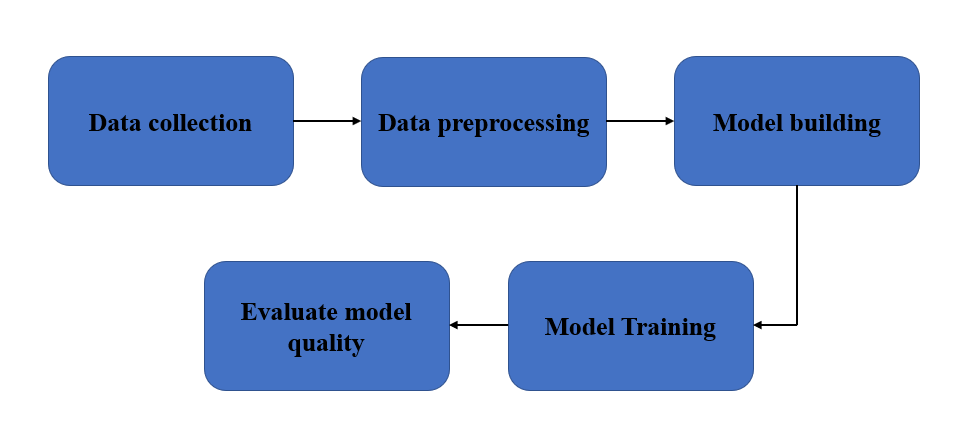 Data collection
Data preprocessing
Model building
Evaluate model
quality
Model Training